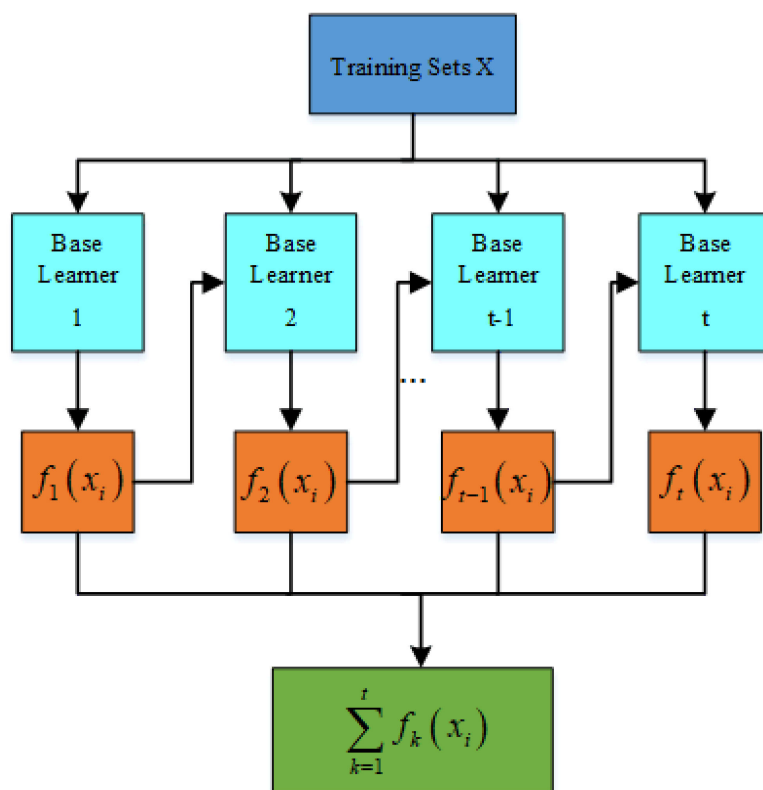 Training Sets X
Base Base Base Base
Learner Learner Learner Learner
1 2 t-1 t
...
f₁(xᵢ) f₂(xᵢ) fₜ₋₁(xᵢ) fₜ(xᵢ)
∑ₖ₌₁ᵗ fₖ(xᵢ)